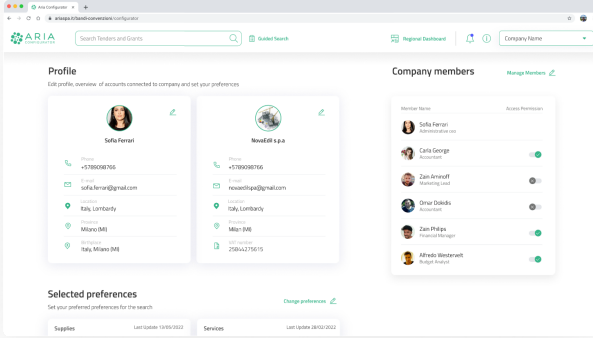 Aria Configurator
ariaspa.it/bandi-convenzioni/configurator
ARIA
CONFIGURATOR
Search Tenders and Grants
Guided Search
Regional Dashboard
Company Name
Profile
Edit profile, overview of accounts connected to company and set your preferences
Sofia Ferrari
Phone
+5789098766
E-mail
sofia.ferrari@gmail.com
Location
Italy, Lombardy
Province
Milano (MI)
Birthplace
Italy, Milano (MI)
NovaEdil s.p.a
Phone
+5789098766
E-mail
novaedilspa@gmail.com
Location
Italy, Lombardy
Province
Milan (MI)
VAT number
25844275615
Company members
Manage Members
Member Name
Access Permission
Sofia Ferrari
Administrative ceo
Carla George
Accountant
Zain Aminoff
Marketing Lead
Omar Dokidis
Accountant
Zam Philips
Financial Manager
Alfredo Westervelt
Budget Analyst
Selected preferences
Set your preferred preferences for the search
Change preferences
Supplies
Last Update 13/05/2022
Services
Last Update 28/02/2022